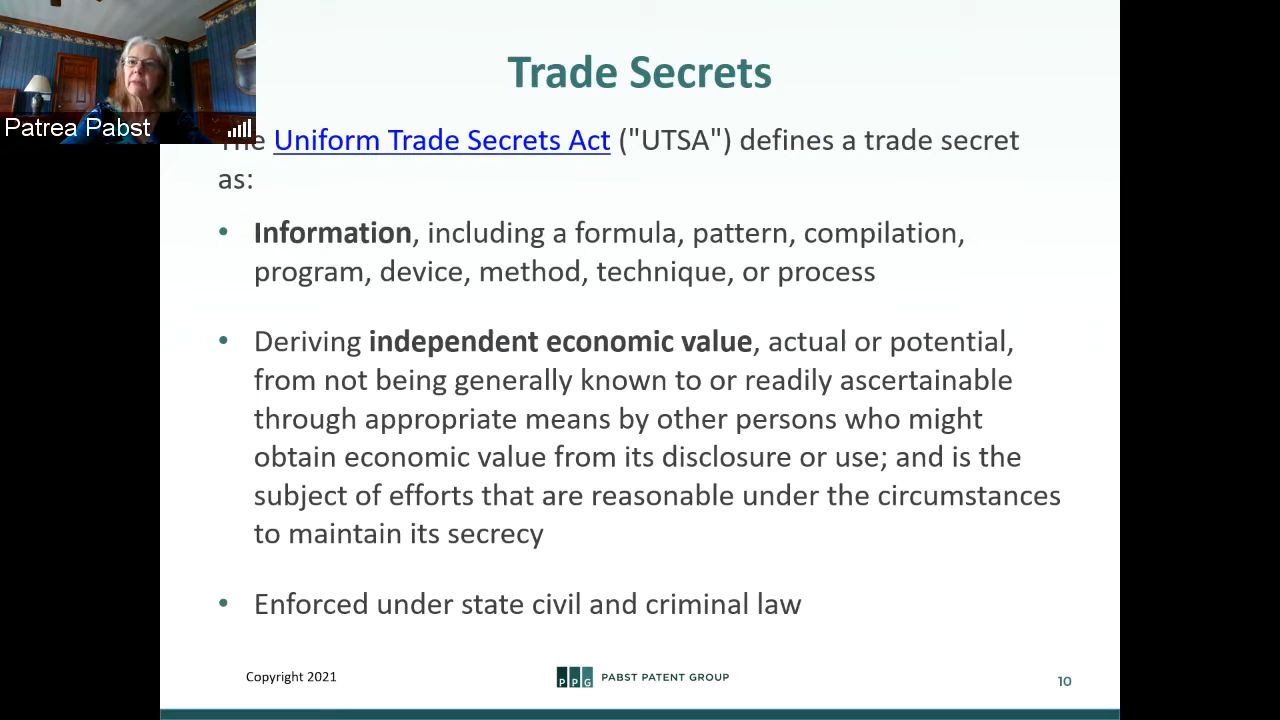 Trade Secrets
Patrea Pabst
The Uniform Trade Secrets Act ("UTSA") defines a trade secret
as:
• Information, including a formula, pattern, compilation,
program, device, method, technique, or process
• Deriving independent economic value, actual or potential,
from not being generally known to or readily ascertainable
through appropriate means by other persons who might
obtain economic value from its disclosure or use; and is the
subject of efforts that are reasonable under the circumstances
to maintain its secrecy
• Enforced under state civil and criminal law
Copyright 2021
PPG PABST PATENT GROUP
10